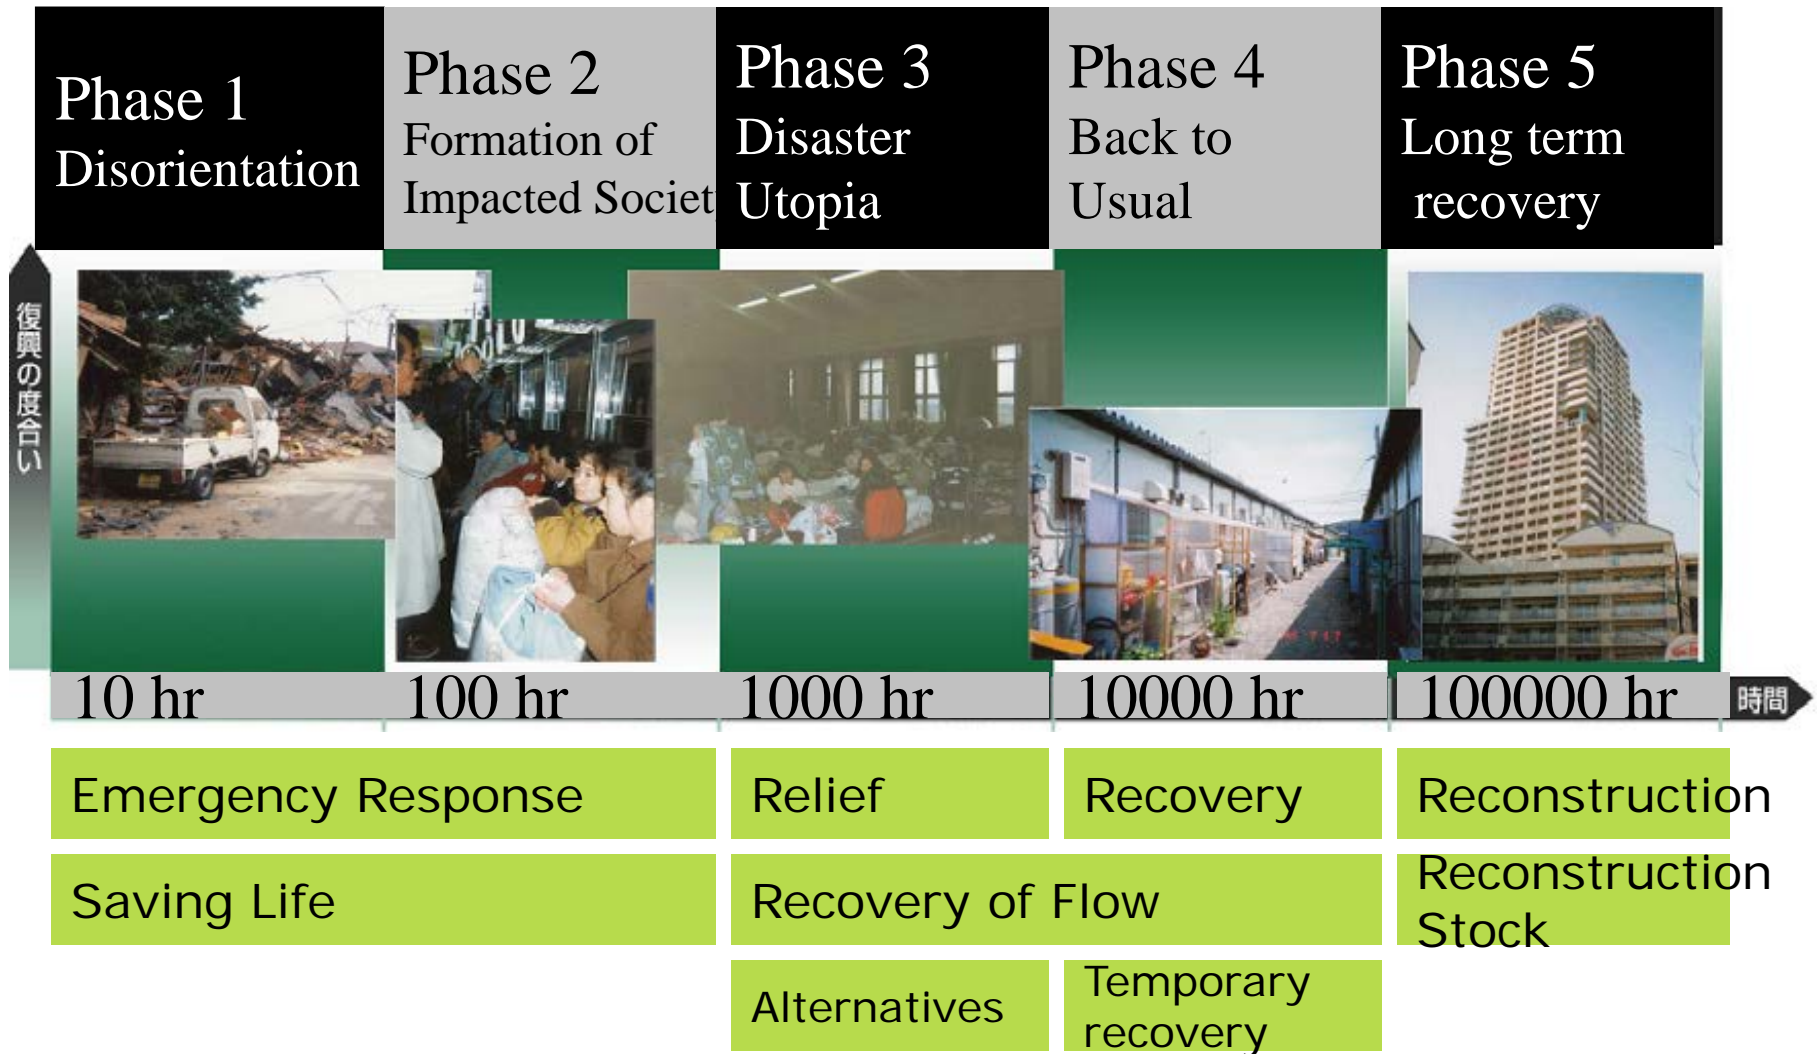 Phase 1
Disorientation
Phase 2
Formation of
Impacted Societ
Phase 3
Disaster
Utopia
Phase 4
Back to
Usual
Phase 5
Long term
recovery
復興の度合い
10 hr
100 hr
1000 hr
10000 hr
100000 hr
時間
Emergency Response
Relief
Recovery
Reconstruction
Saving Life
Recovery of Flow
Reconstruction
Stock
Alternatives
Temporary
recovery